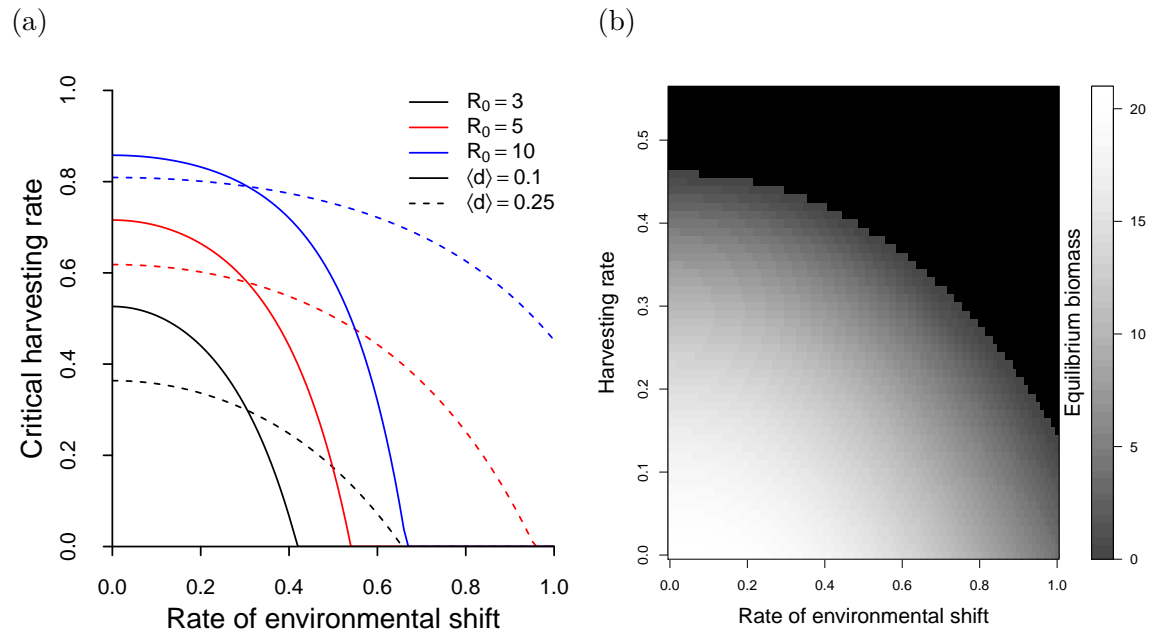 (a)
Critical harvesting rate
1.0
0.8
0.6
0.4
0.2
0.0
R₀ = 3
R₀ = 5
R₀ = 10
⟨d⟩ = 0.1
⟨d⟩ = 0.25
0.0 0.2 0.4 0.6 0.8 1.0
Rate of environmental shift
(b)
Harvesting rate
0.5
0.4
0.3
0.2
0.1
0.0
0.0 0.2 0.4 0.6 0.8 1.0
Rate of environmental shift
Equilibrium biomass
20
15
10
5
0